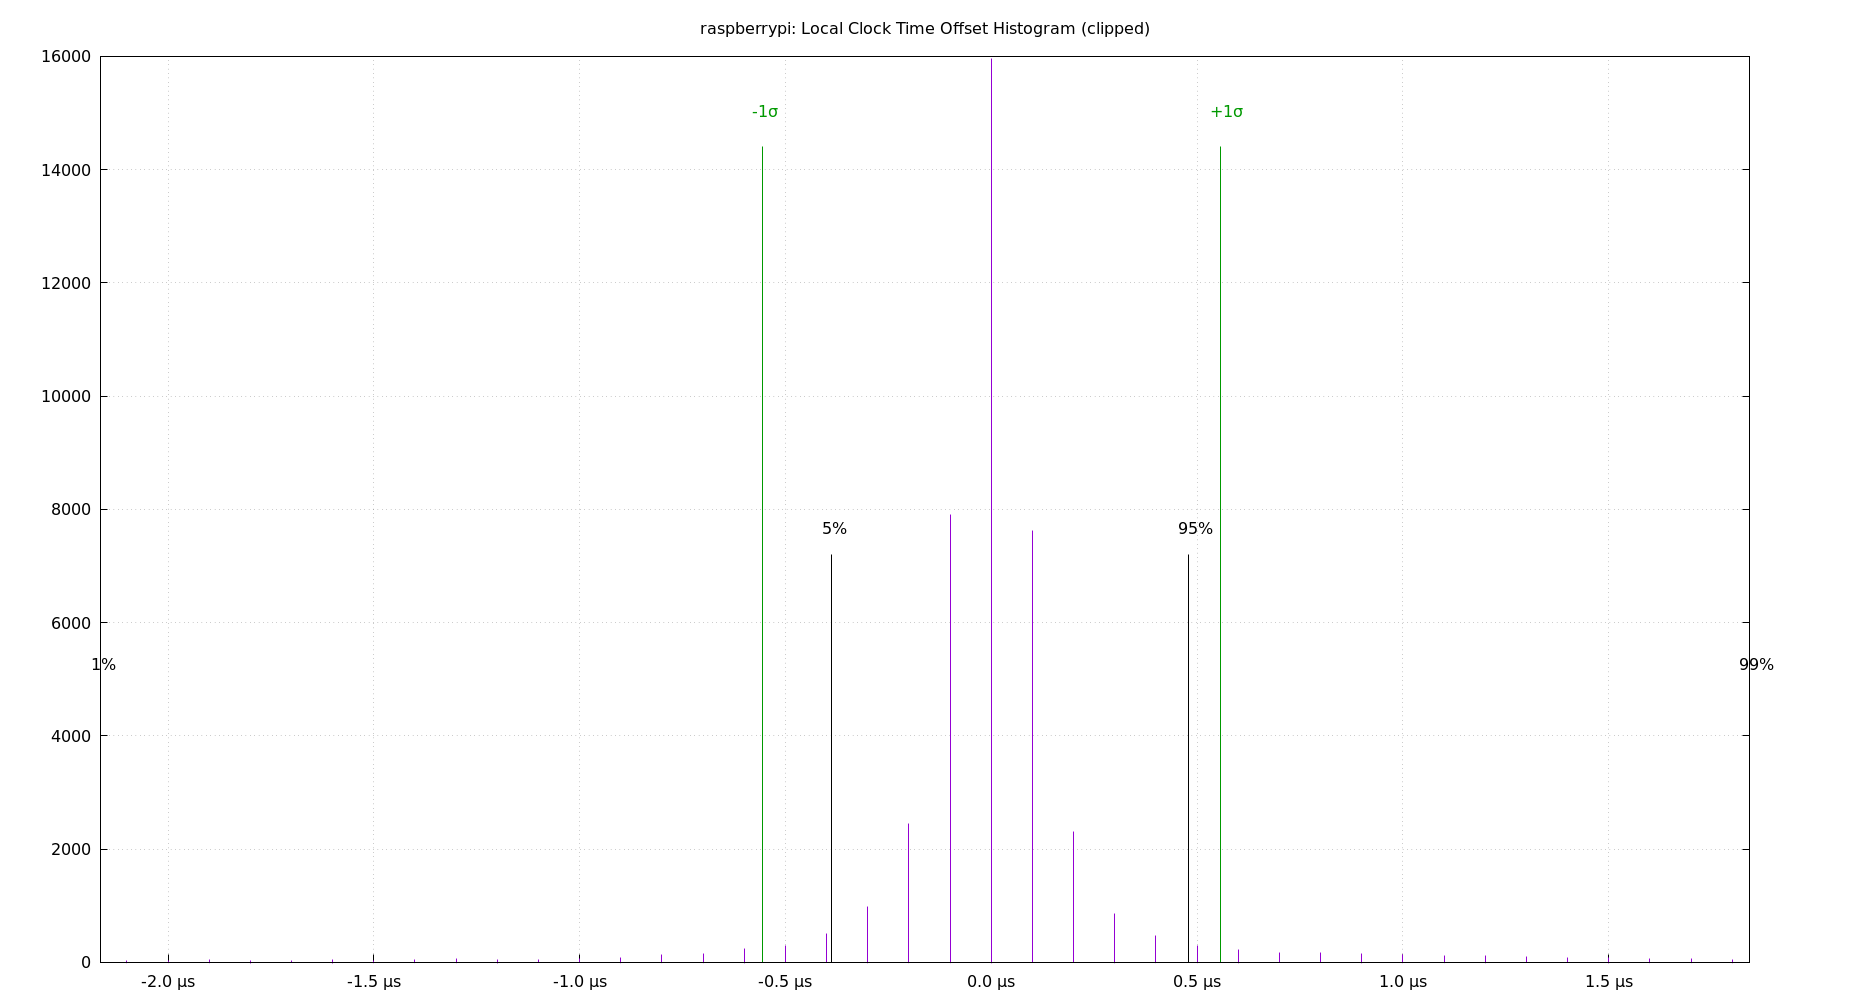 raspberrypi: Local Clock Time Offset Histogram (clipped)
16000
-1σ
+1σ
14000
12000
10000
8000
5%
95%
6000
1%
99%
4000
2000
0
-2.0 µs
-1.5 µs
-1.0 µs
-0.5 µs
0.0 µs
0.5 µs
1.0 µs
1.5 µs